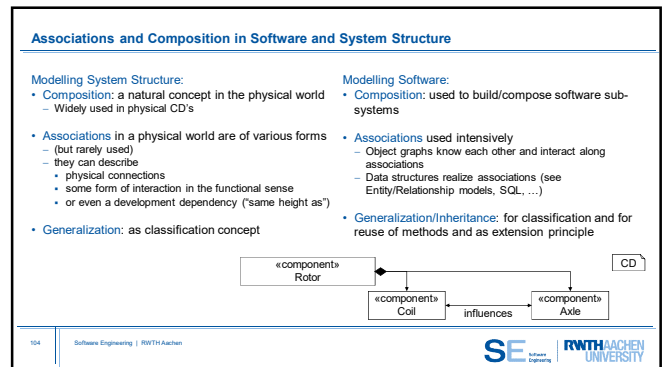 Associations and Composition in Software and System Structure
Modelling System Structure:
• Composition: a natural concept in the physical world
– Widely used in physical CD's
• Associations in a physical world are of various forms
– (but rarely used)
– they can describe
▪ physical connections
▪ some form of interaction in the functional sense
▪ or even a development dependency ("same height as")
• Generalization: as classification concept
Modelling Software:
• Composition: used to build/compose software sub-
systems
• Associations used intensively
– Object graphs know each other and interact along
associations
– Data structures realize associations (see
Entity/Relationship models, SQL, …)
• Generalization/Inheritance: for classification and for
reuse of methods and as extension principle
CD
«component»
Rotor
«component»
Coil
influences
«component»
Axle
104
Software Engineering | RWTH Aachen
SE Software
Engineering
RWTHAACHEN
UNIVERSITY